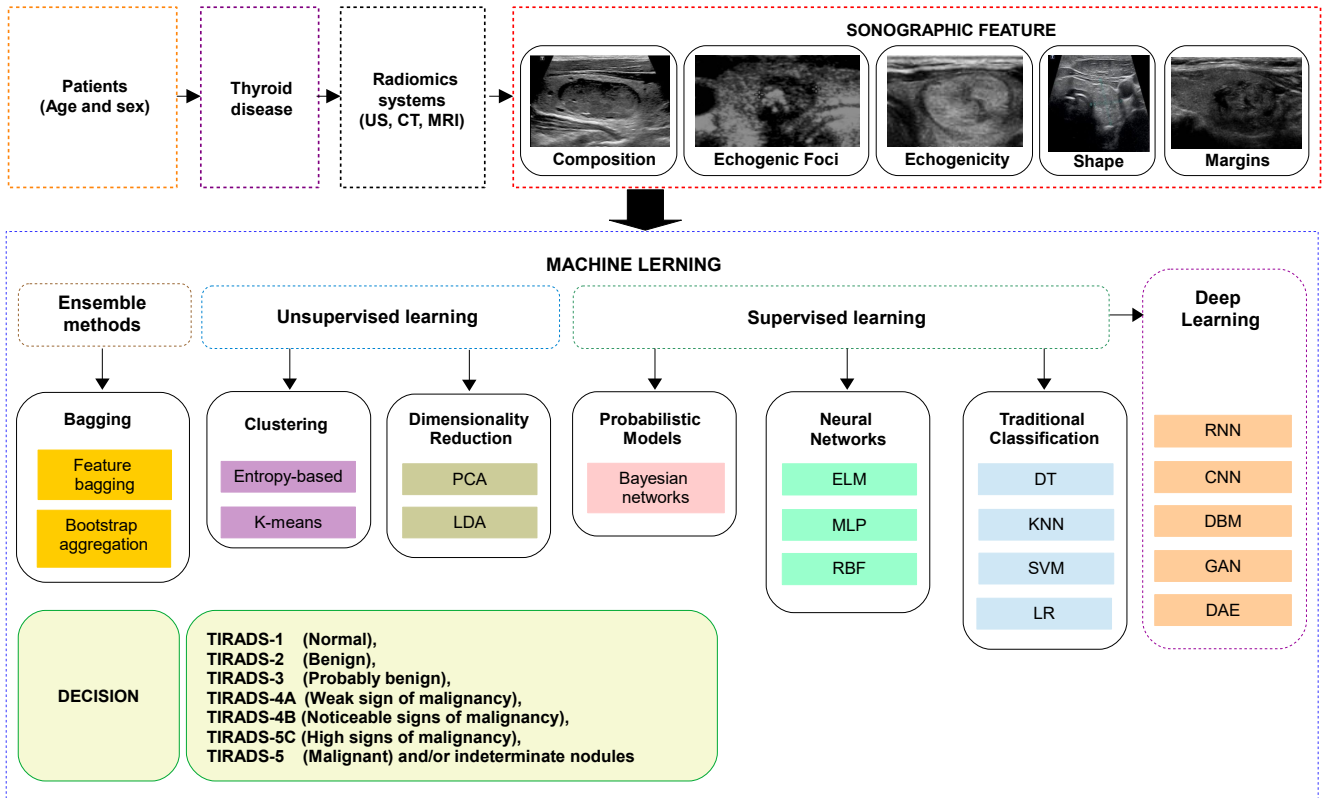 Patients
(Age and sex)
Thyroid
disease
Radiomics
systems
(US, CT, MRI)
SONOGRAPHIC FEATURE
Composition
Echogenic Foci
Echogenicity
Shape
Margins
MACHINE LERNING
Ensemble
methods
Unsupervised learning
Supervised learning
Deep
Learning
Bagging
Feature
bagging
Bootstrap
aggregation
Clustering
Entropy-based
K-means
Dimensionality
Reduction
PCA
LDA
Probabilistic
Models
Bayesian
networks
Neural
Networks
ELM
MLP
RBF
Traditional
Classification
DT
KNN
SVM
LR
RNN
CNN
DBM
GAN
DAE
DECISION
TIRADS-1 (Normal),
TIRADS-2 (Benign),
TIRADS-3 (Probably benign),
TIRADS-4A (Weak sign of malignancy),
TIRADS-4B (Noticeable signs of malignancy),
TIRADS-5C (High signs of malignancy),
TIRADS-5 (Malignant) and/or indeterminate nodules